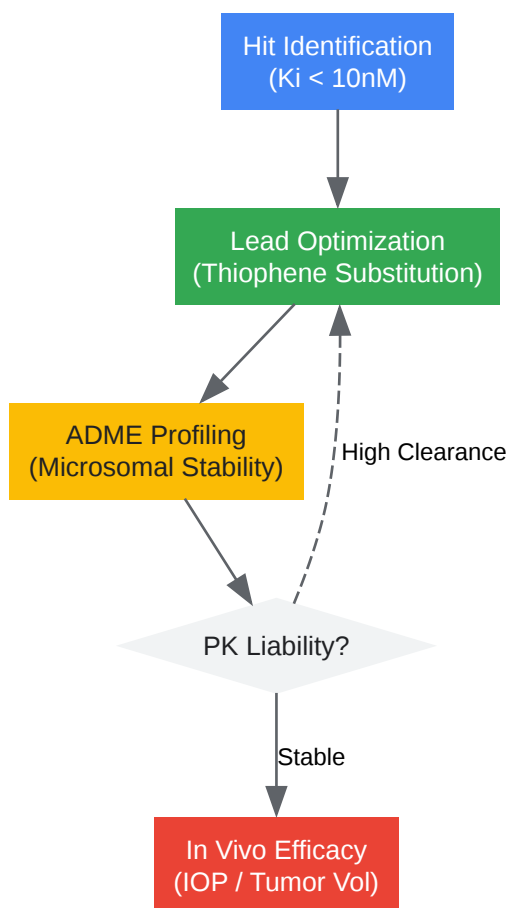 Hit Identification
(Ki < 10nM)
Lead Optimization
(Thiophene Substitution)
ADME Profiling
(Microsomal Stability)
High Clearance
PK Liability?
Stable
In Vivo Efficacy
(IOP / Tumor Vol)